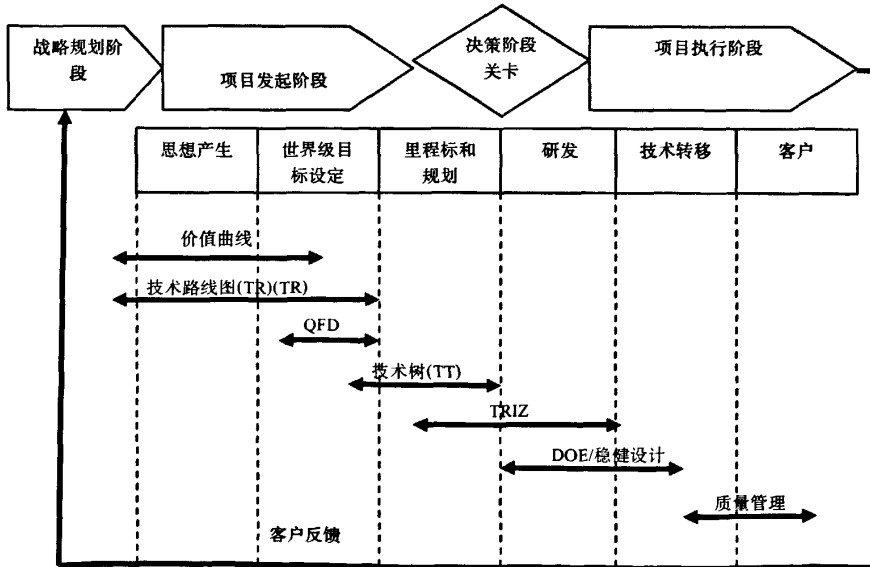 战略规划阶
段
项目发起阶段
决策阶段
关卡
项目执行阶段
思想产生
世界级目
标设定
里程标和
规划
研发
技术转移
客户
价值曲线
技术路线图(TR)(TR)
QFD
技术树(TT)
TRIZ
DOE/稳健设计
质量管理
客户反馈